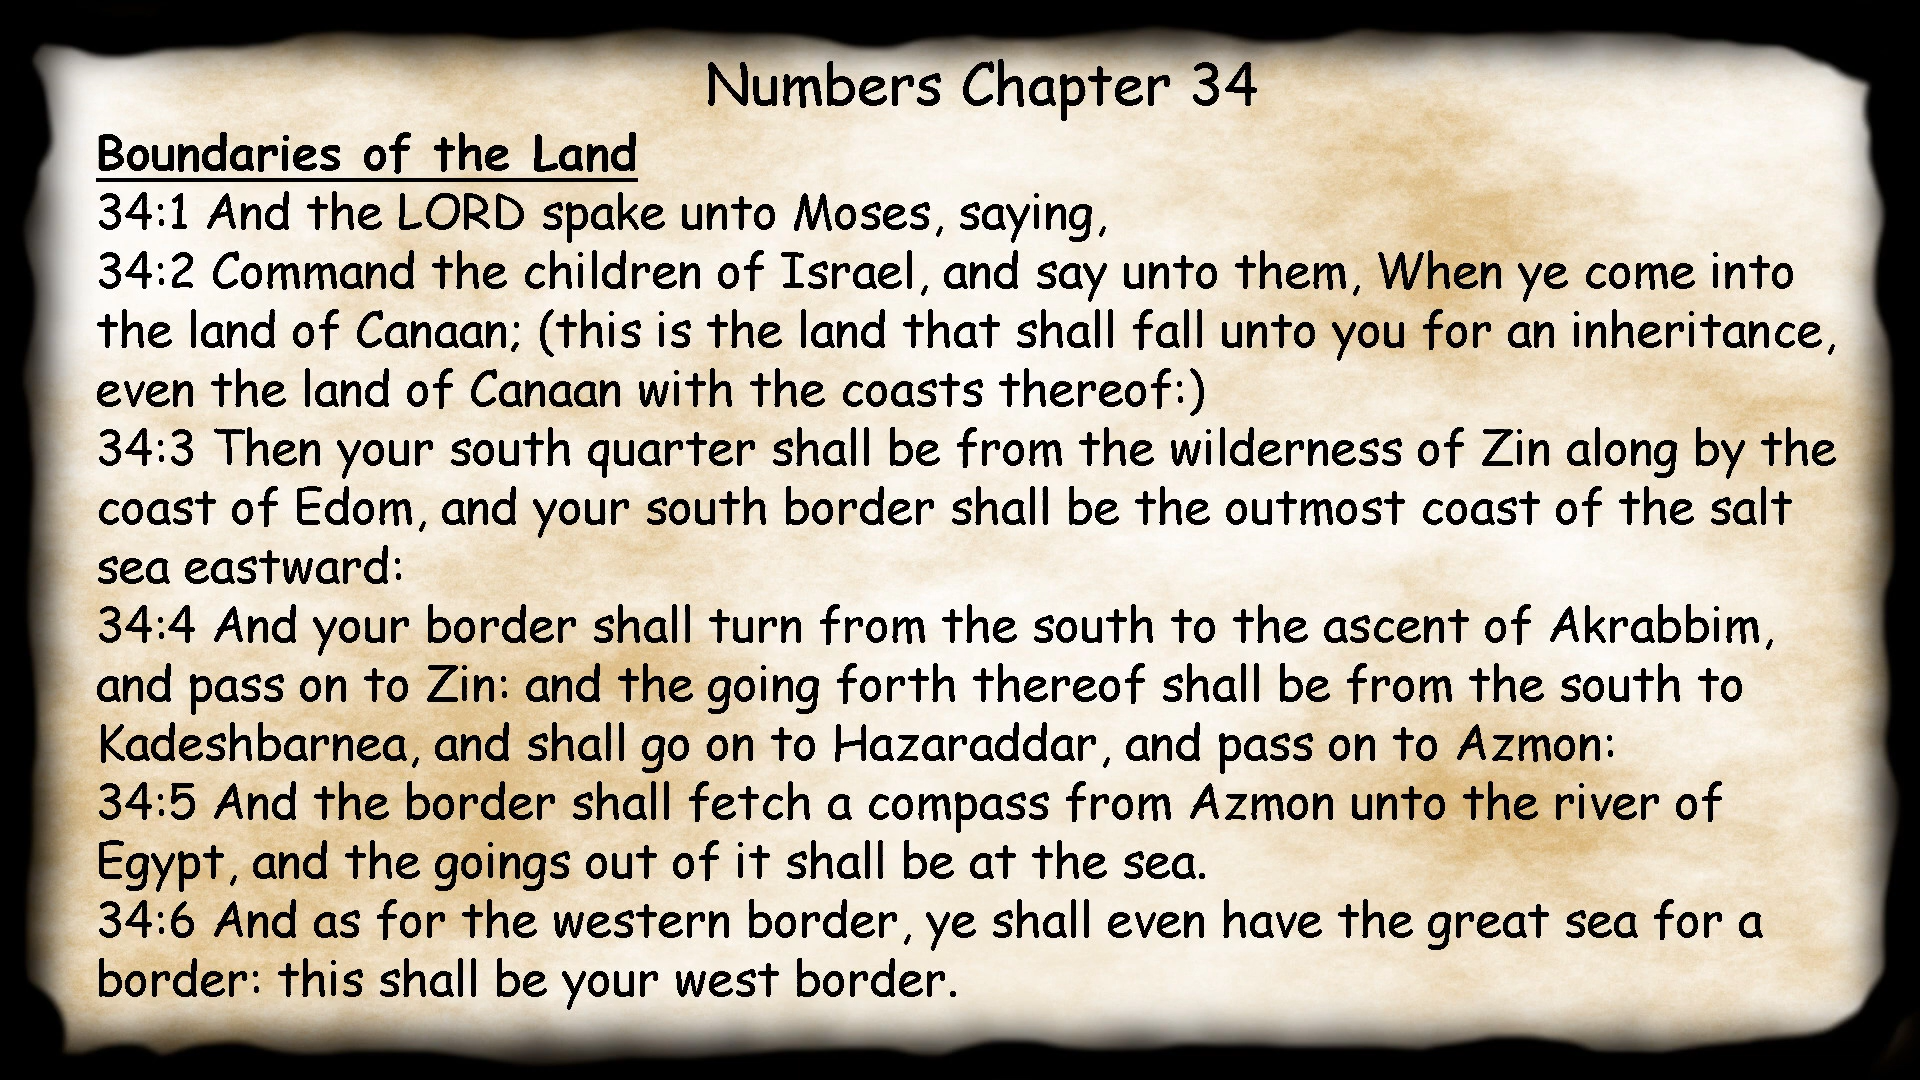 Numbers Chapter 34
Boundaries of the Land
34:1 And the LORD spake unto Moses, saying,
34:2 Command the children of Israel, and say unto them, When ye come into
the land of Canaan; (this is the land that shall fall unto you for an inheritance,
even the land of Canaan with the coasts thereof:)
34:3 Then your south quarter shall be from the wilderness of Zin along by the
coast of Edom, and your south border shall be the outmost coast of the salt
sea eastward:
34:4 And your border shall turn from the south to the ascent of Akrabbim,
and pass on to Zin: and the going forth thereof shall be from the south to
Kadeshbarnea, and shall go on to Hazaraddar, and pass on to Azmon:
34:5 And the border shall fetch a compass from Azmon unto the river of
Egypt, and the goings out of it shall be at the sea.
34:6 And as for the western border, ye shall even have the great sea for a
border: this shall be your west border.